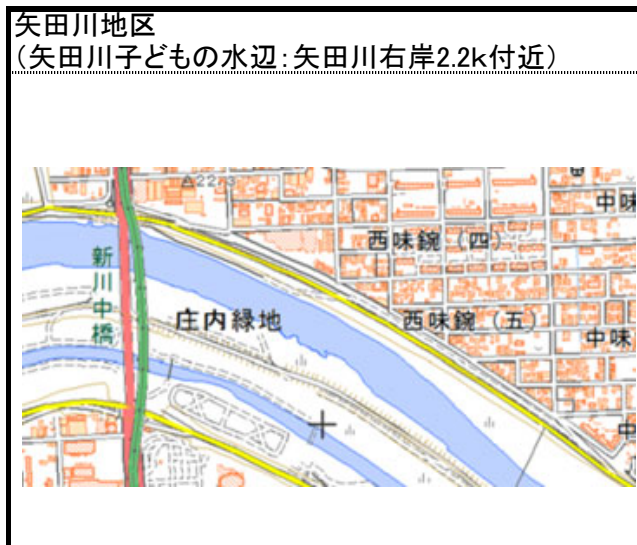 矢田川地区
（矢田川子どもの水辺：矢田川右岸2.2k付近）
中味
西味鋺（四）
新川中橋
庄内緑地
西味鋺（五）
中味
中